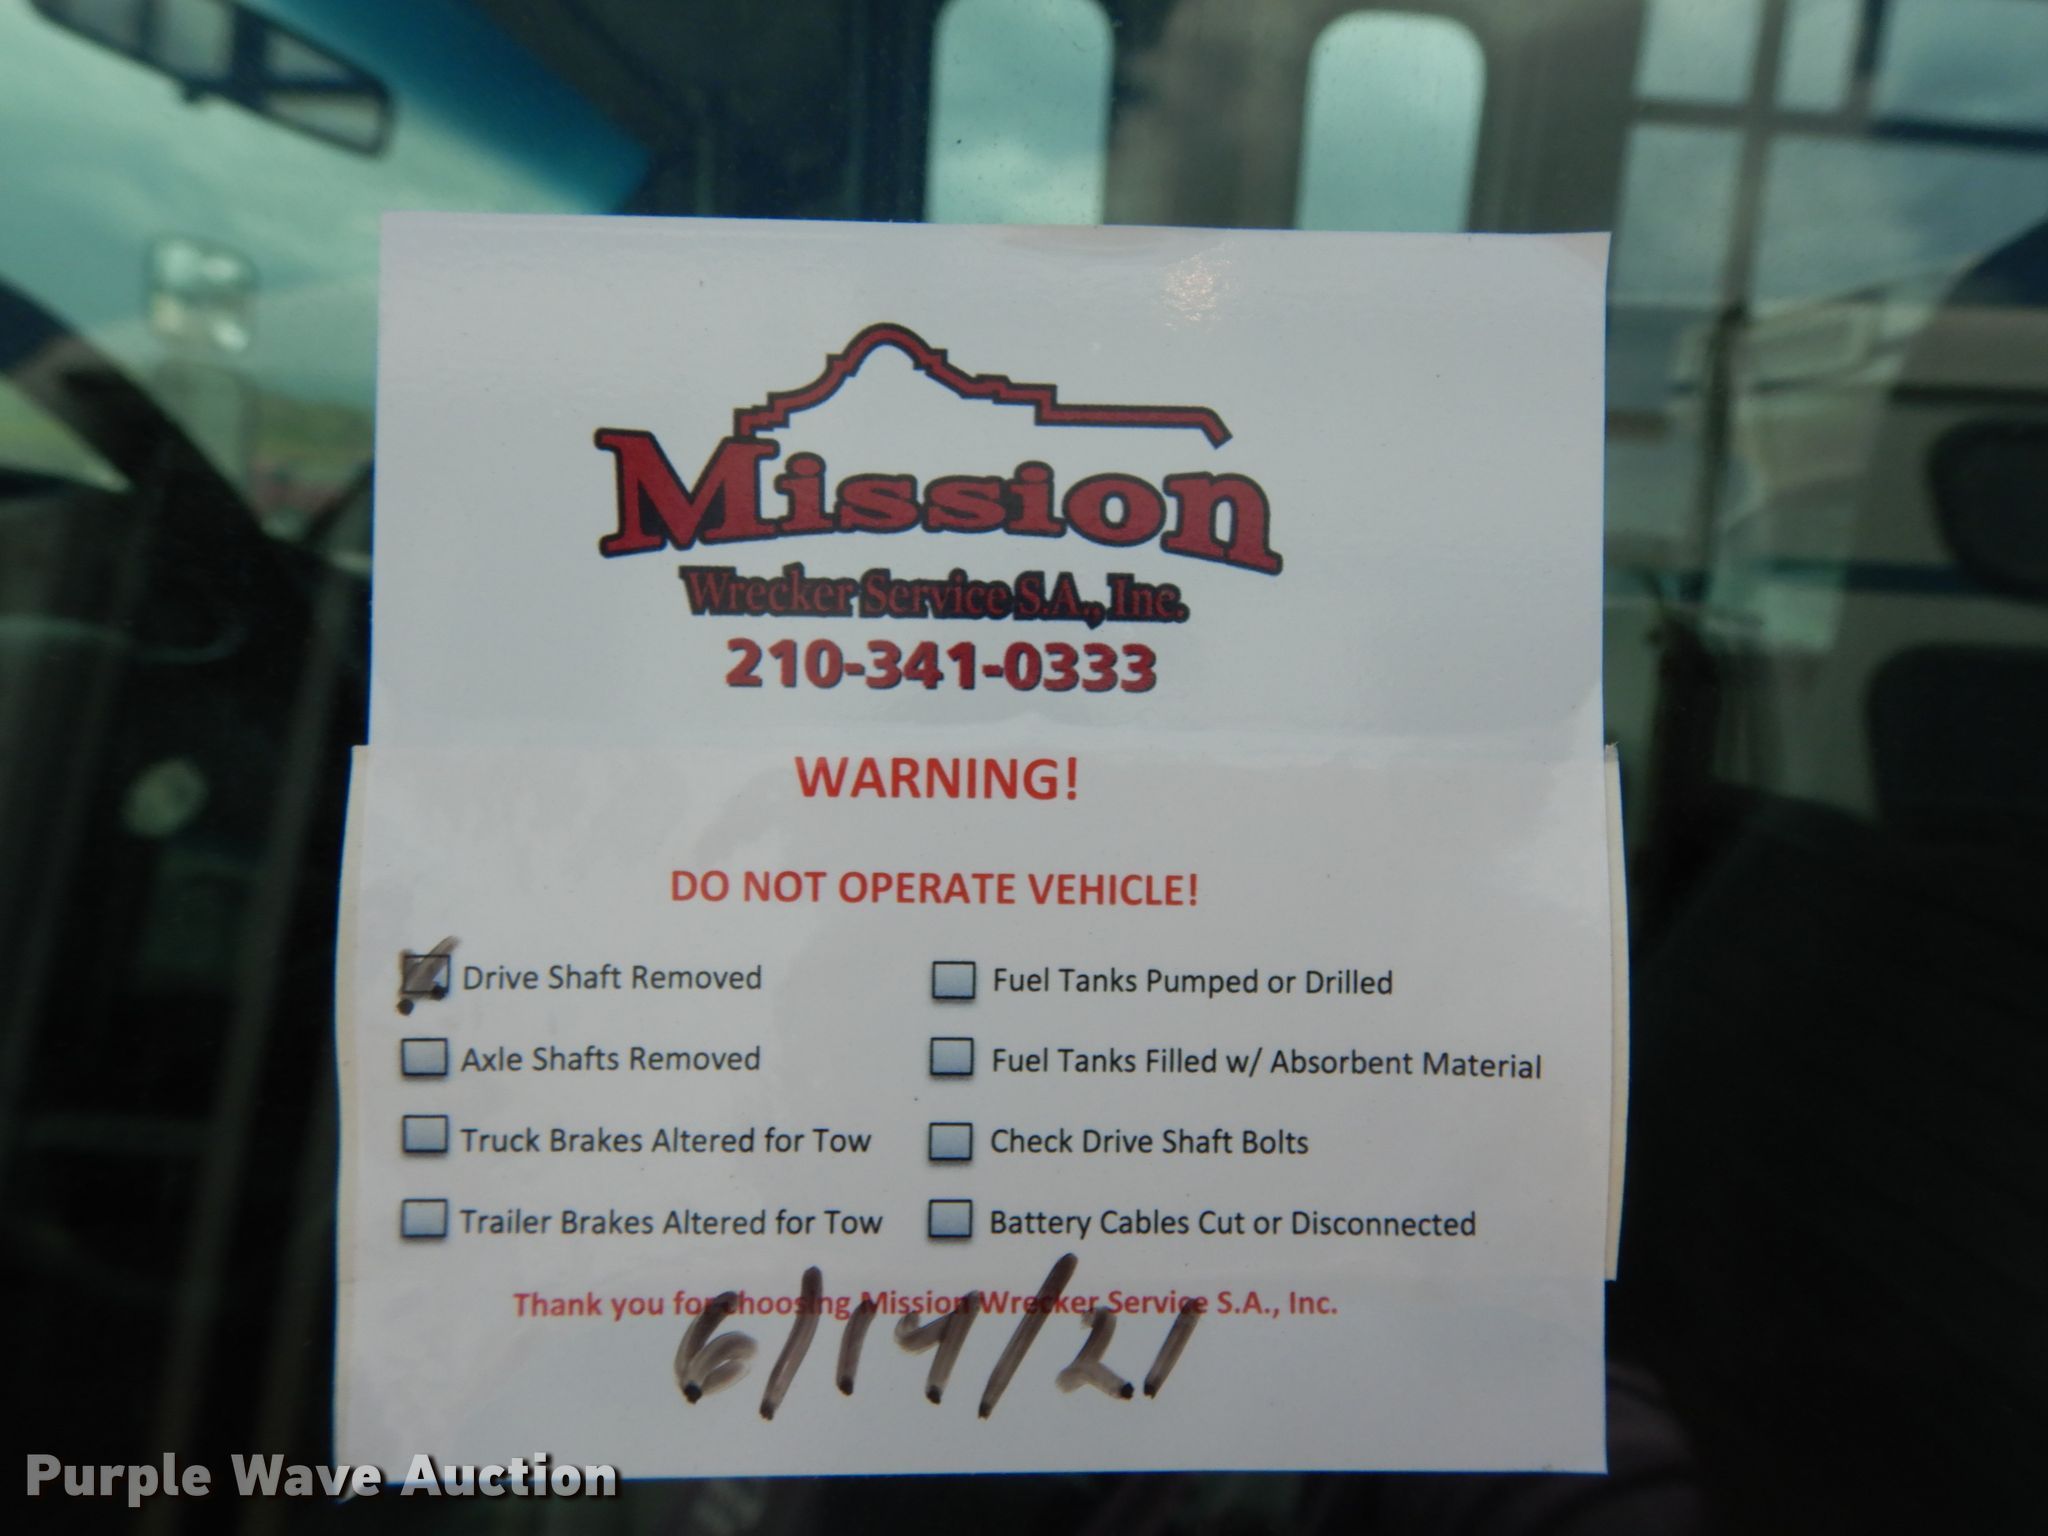 Mission
Wrecker Service S.A., Inc.
210-341-0333
WARNING!
DO NOT OPERATE VEHICLE!
Drive Shaft Removed
Axle Shafts Removed
Truck Brakes Altered for Tow
Trailer Brakes Altered for Tow
Fuel Tanks Pumped or Drilled
Fuel Tanks Filled w/ Absorbent Material
Check Drive Shaft Bolts
Battery Cables Cut or Disconnected
Thank you for choosing Mission Wrecker Service S.A., Inc.
6/14/21
Purple Wave Auction